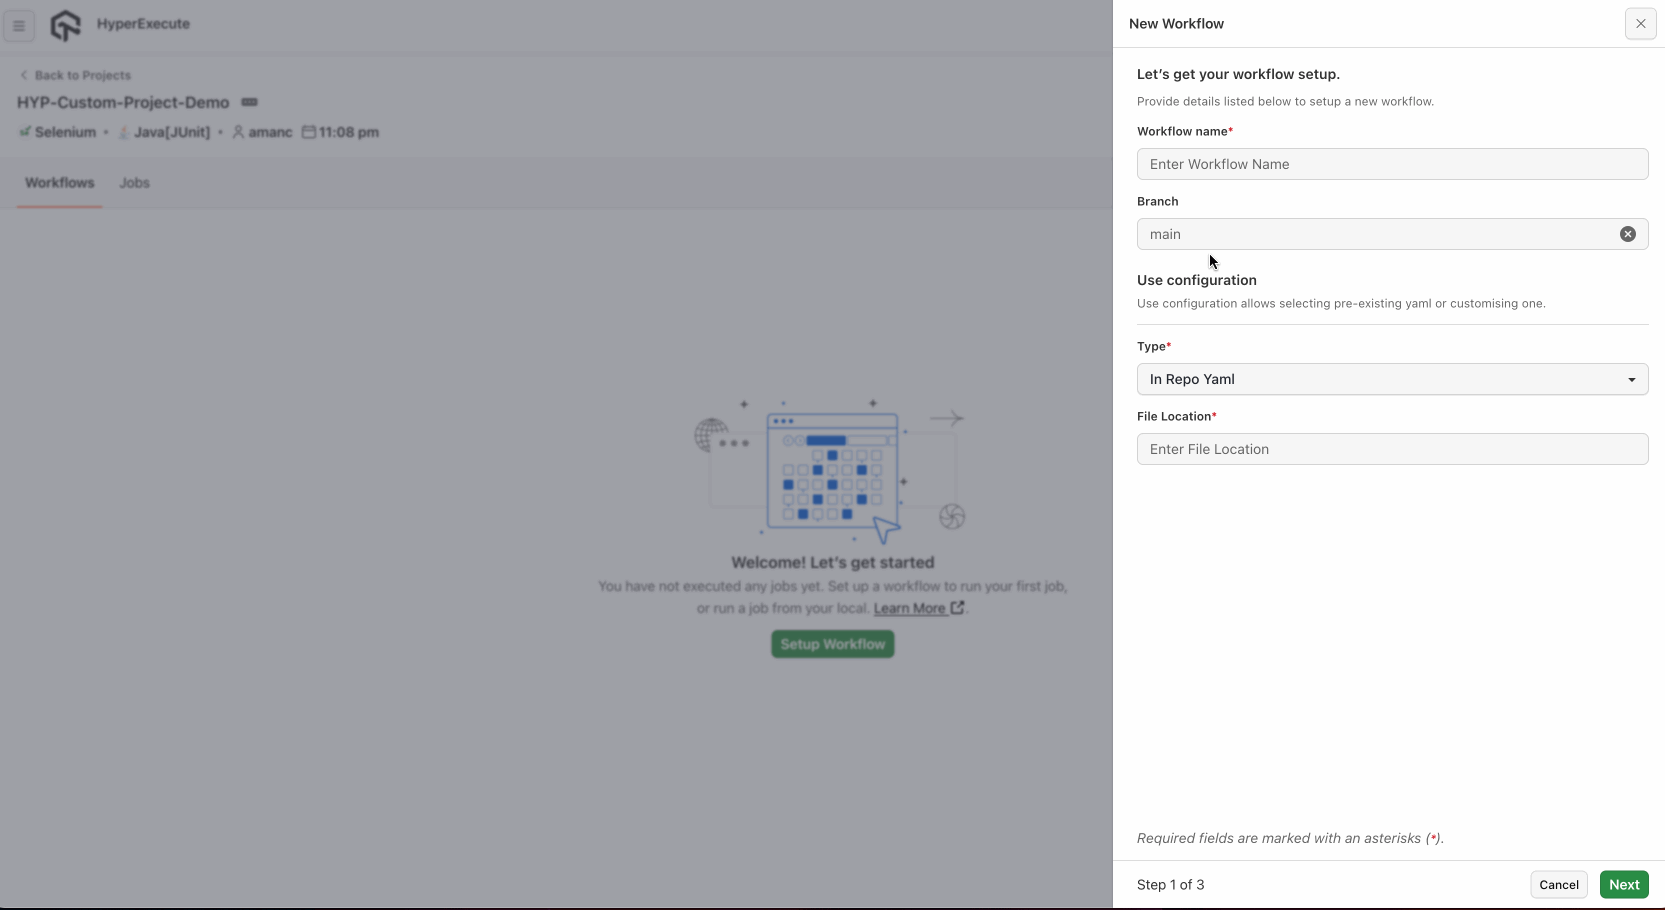 HyperExecute
Back to Projects
HYP-Custom-Project-Demo
Selenium • Java[JUnit] • amanc 11:08 pm
Workflows Jobs
Welcome! Let's get started
You have not executed any jobs yet. Set up a workflow to run your first job,
or run a job from your local. Learn More .
Setup Workflow
New Workflow
Let's get your workflow setup.
Provide details listed below to setup a new workflow.
Workflow name*
Enter Workflow Name
Branch
main
Use configuration
Use configuration allows selecting pre-existing yaml or customising one.
Type*
In Repo Yaml
File Location*
Enter File Location
Required fields are marked with an asterisks (*).
Step 1 of 3
Cancel
Next